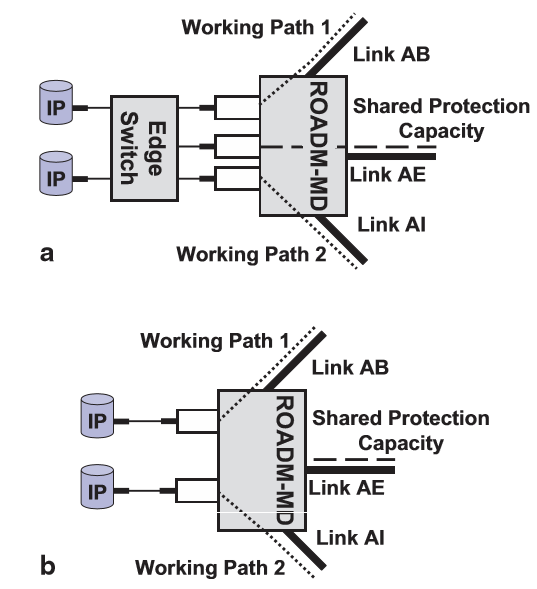 Working Path 1
Link AB
IP
Edge
Switch
ROADM-MD
Shared Protection
Capacity
IP
Link AE
Link AI
a
Working Path 2
Working Path 1
Link AB
IP
ROADM-MD
Shared Protection
Capacity
IP
Link AE
Link AI
b
Working Path 2